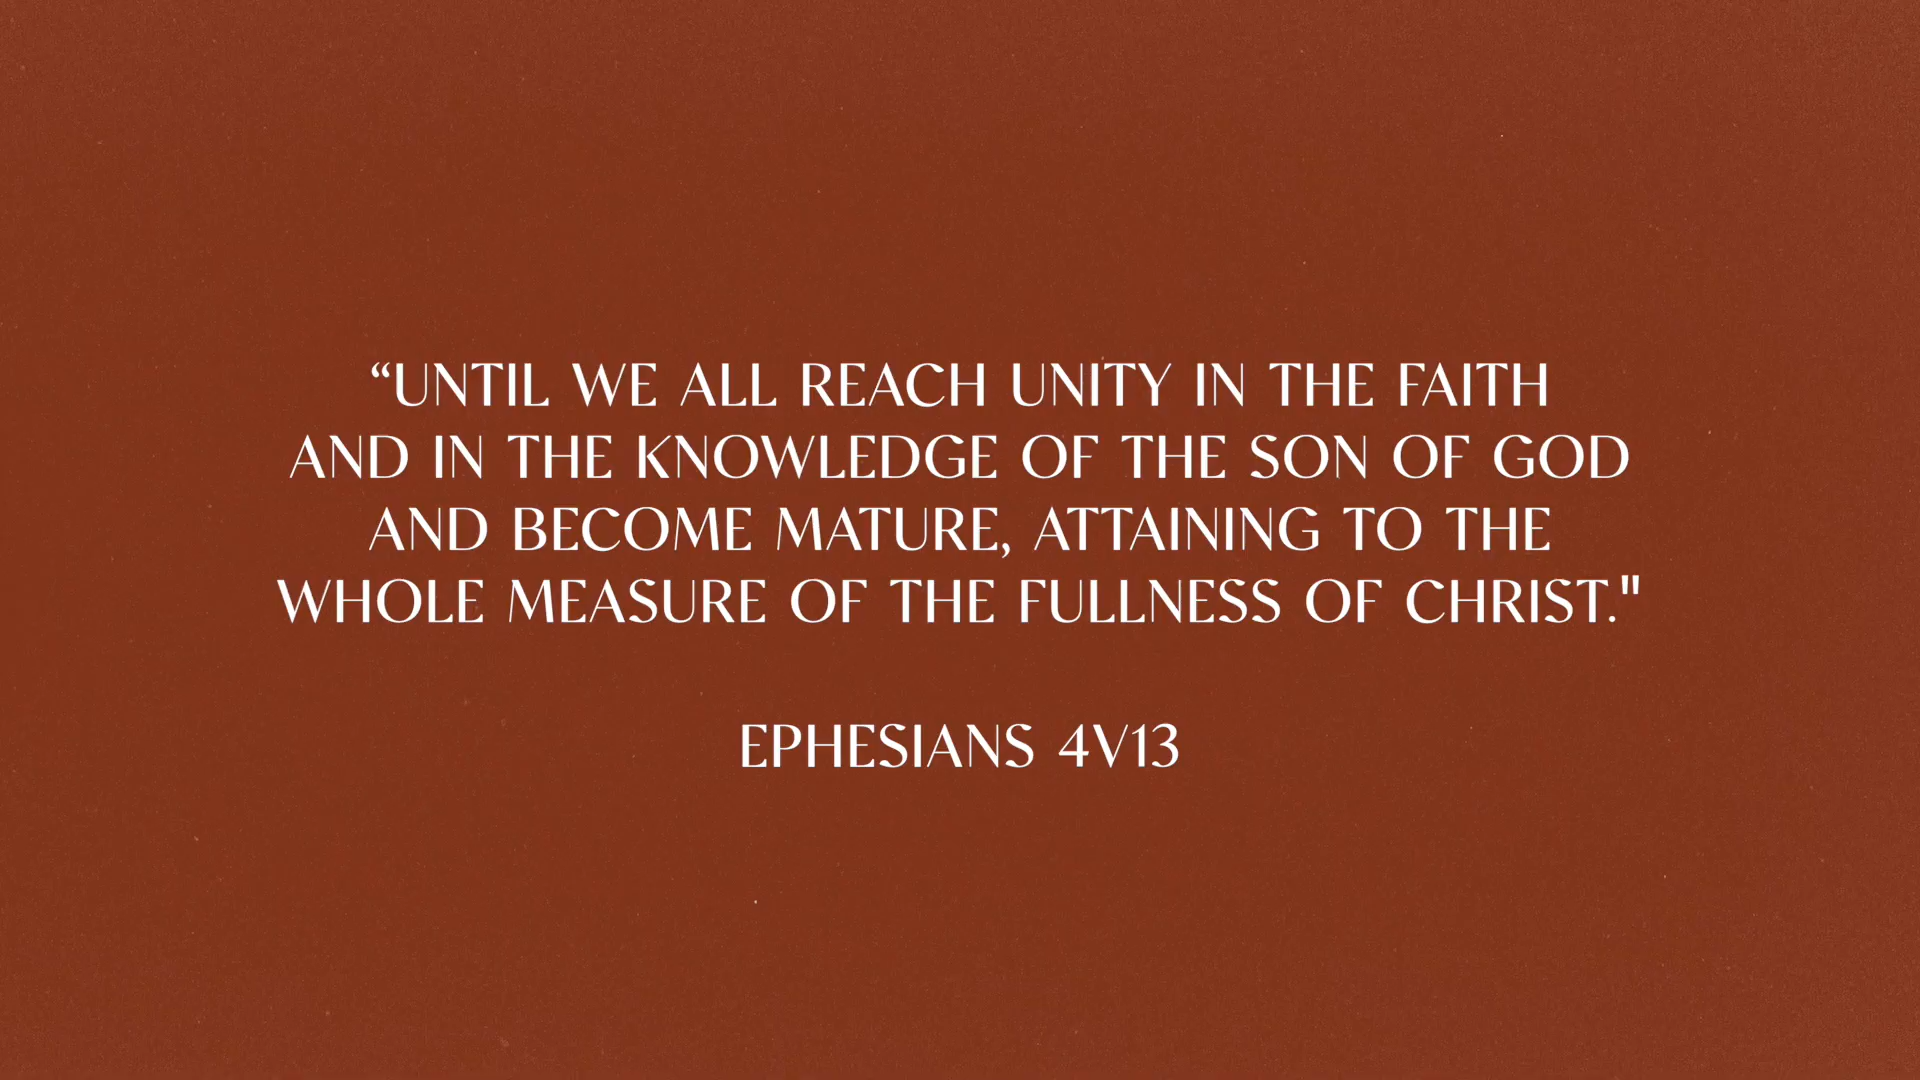 “UNTIL WE ALL REACH UNITY IN THE FAITH
AND IN THE KNOWLEDGE OF THE SON OF GOD
AND BECOME MATURE, ATTAINING TO THE
WHOLE MEASURE OF THE FULLNESS OF CHRIST."
EPHESIANS 4V13